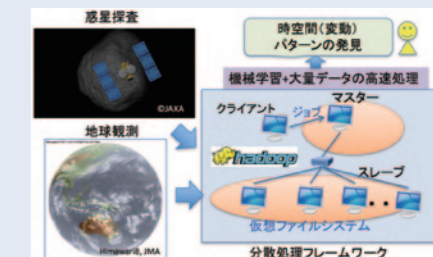 惑星探査
©JAXA
地球観測
Himawari8, JMA
時空間(変動)
パターンの発見
機械学習+大量データの高速処理
マスター
クライアント
ジョブ
hadoop
スレーブ
仮想ファイルシステム
分散処理フレームワーク